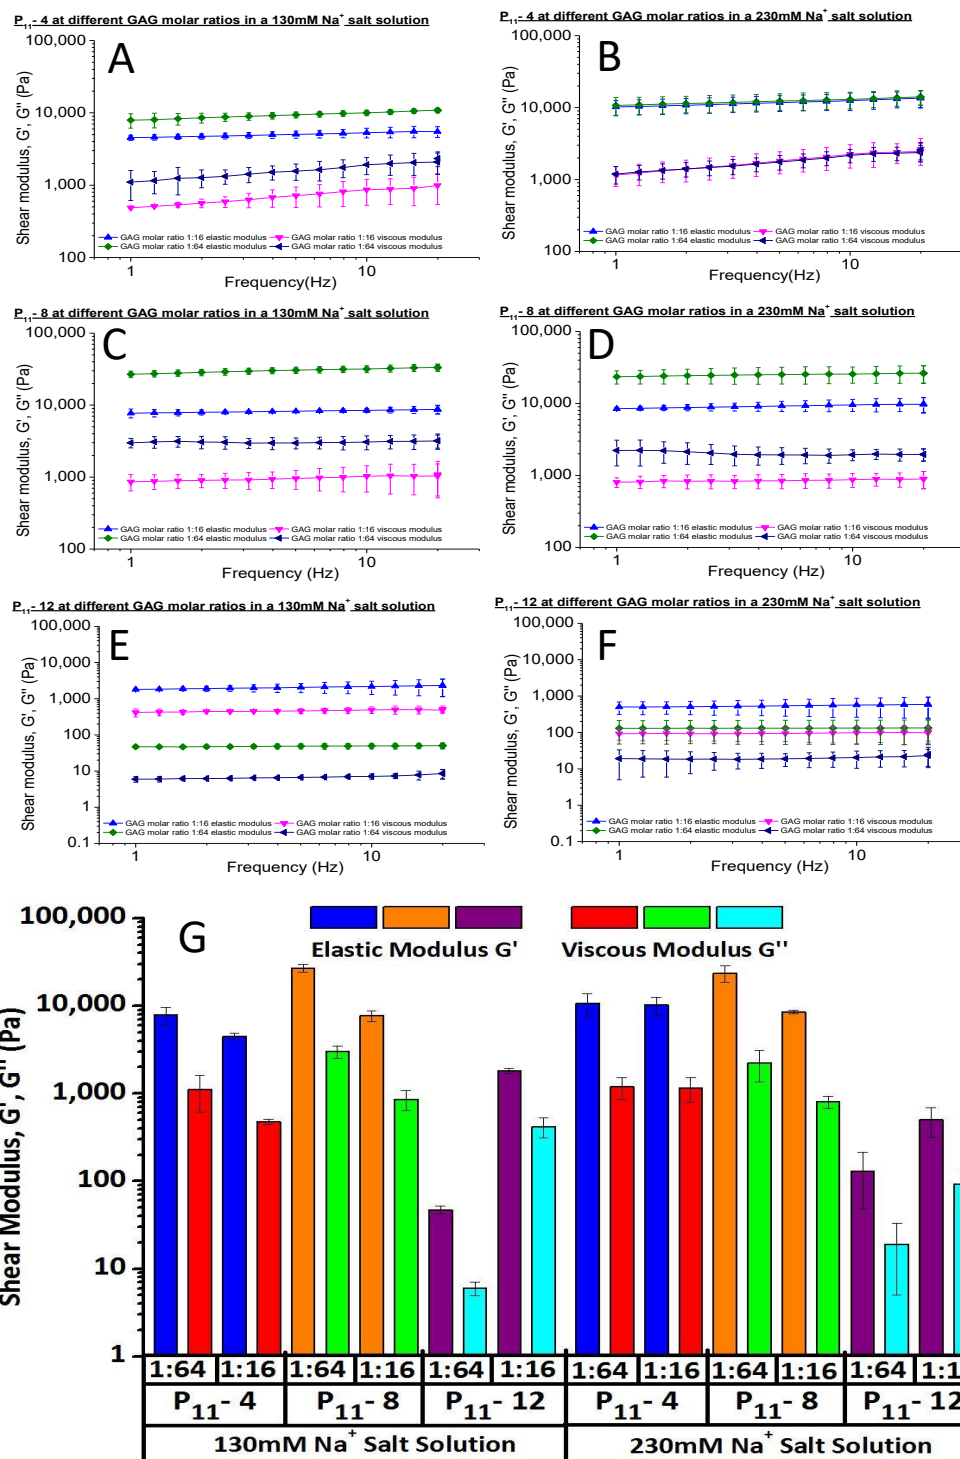 P11- 4 at different GAG molar ratios in a 130mM Na+ salt solution
100,000
10,000
1,000
100
Shear modulus, G', G'' (Pa)
A
GAG molar ratio 1:16 elastic modulus
GAG molar ratio 1:16 viscous modulus
GAG molar ratio 1:64 elastic modulus
GAG molar ratio 1:64 viscous modulus
1
10
Frequency(Hz)
P11- 4 at different GAG molar ratios in a 230mM Na+ salt solution
100,000
10,000
1,000
100
Shear modulus, G', G'' (Pa)
B
GAG molar ratio 1:16 elastic modulus
GAG molar ratio 1:16 viscous modulus
GAG molar ratio 1:64 elastic modulus
GAG molar ratio 1:64 viscous modulus
1
10
Frequency (Hz)
P11- 8 at different GAG molar ratios in a 130mM Na+ salt solution
100,000
10,000
1,000
100
Shear modulus, G', G'' (Pa)
C
GAG molar ratio 1:16 elastic modulus
GAG molar ratio 1:16 viscous modulus
GAG molar ratio 1:64 elastic modulus
GAG molar ratio 1:64 viscous modulus
1
10
Frequency (Hz)
P11- 8 at different GAG molar ratios in a 230mM Na+ salt solution
100,000
10,000
1,000
100
Shear modulus, G', G'' (Pa)
D
GAG molar ratio 1:16 elastic modulus
GAG molar ratio 1:16 viscous modulus
GAG molar ratio 1:64 elastic modulus
GAG molar ratio 1:64 viscous modulus
1
10
Frequency (Hz)
P11- 12 at different GAG molar ratios in a 130mM Na+ salt solution
100,000
10,000
1,000
100
10
1
0.1
Shear modulus, G', G'' (Pa)
E
GAG molar ratio 1:16 elastic modulus
GAG molar ratio 1:16 viscous modulus
GAG molar ratio 1:64 elastic modulus
GAG molar ratio 1:64 viscous modulus
1
10
Frequency (Hz)
P11- 12 at different GAG molar ratios in a 230mM Na+ salt solution
100,000
10,000
1,000
100
10
1
0.1
Shear modulus, G', G'' (Pa)
F
GAG molar ratio 1:16 elastic modulus
GAG molar ratio 1:16 viscous modulus
GAG molar ratio 1:64 elastic modulus
GAG molar ratio 1:64 viscous modulus
1
10
Frequency (Hz)
100,000
10,000
1,000
100
10
1
Shear Modulus, G', G'' (Pa)
G
Elastic Modulus G'
Viscous Modulus G''
1:64 1:16 1:64 1:16 1:64 1:16 1:64 1:16 1:64 1:16 1:64 1:1
P11- 4 P11- 8 P11- 12 P11- 4 P11- 8 P11- 12
130mM Na+ Salt Solution 230mM Na+ Salt Solution